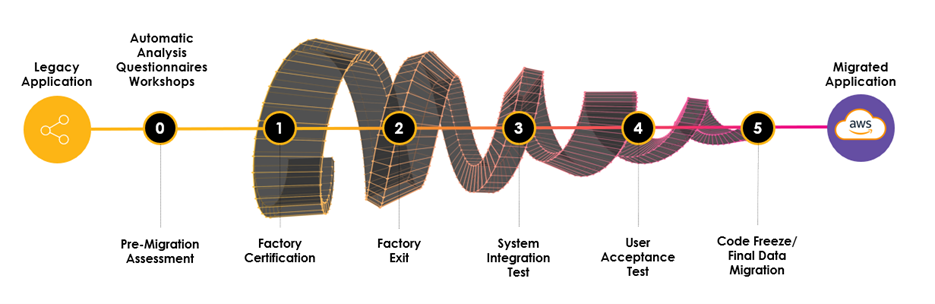 Legacy
Application
Automatic
Analysis
Questionnaires
Workshops
Migrated
Application
0
1
2
3
4
5
aws
Pre-Migration
Assessment
Factory
Certification
Factory
Exit
System
Integration
Test
User
Acceptance
Test
Code Freeze/
Final Data
Migration